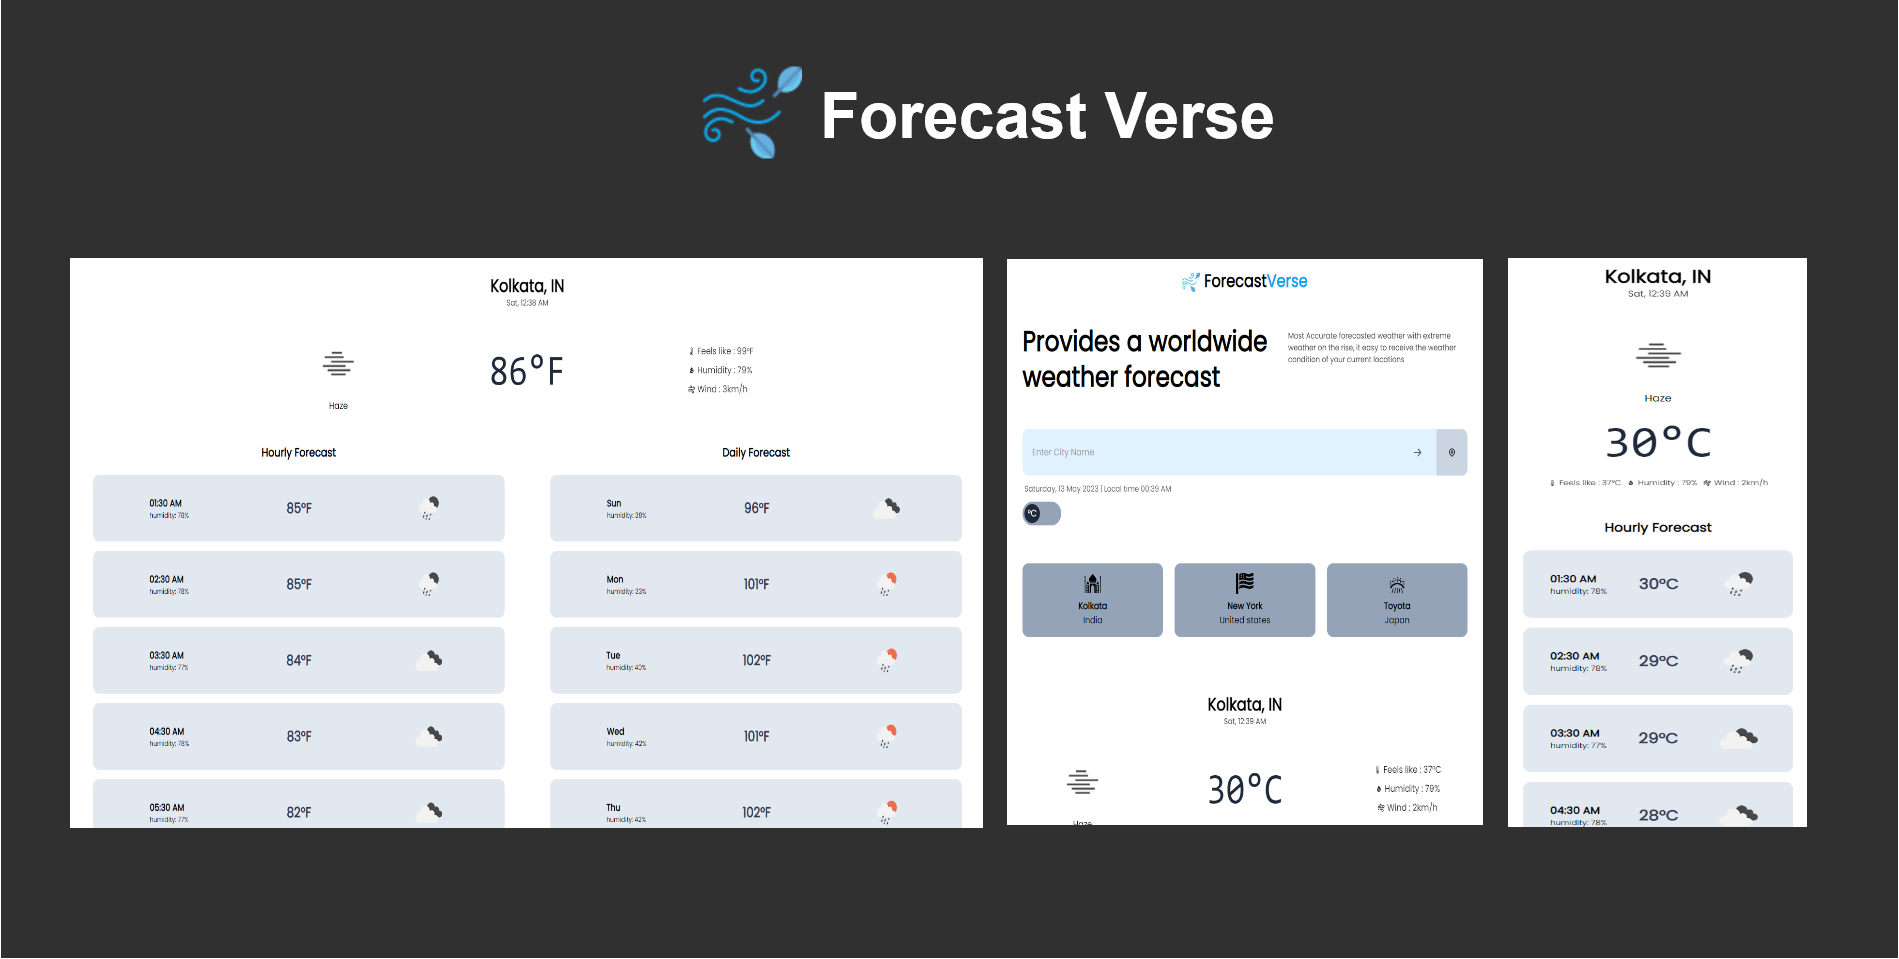 Forecast Verse
Kolkata, IN
Sat, 12:38 AM
Haze
86°F
Feels like : 99°F
Humidity : 79%
Wind : 3km/h
Hourly Forecast
01:30 AM
humidity: 78%
85°F
02:30 AM
humidity: 78%
85°F
03:30 AM
humidity: 77%
84°F
04:30 AM
humidity: 78%
83°F
05:30 AM
humidity: 77%
82°F
Daily Forecast
Sun
humidity: 38%
96°F
Mon
humidity: 33%
101°F
Tue
humidity: 40%
102°F
Wed
humidity: 42%
101°F
Thu
humidity: 42%
102°F
ForecastVerse
Provides a worldwide
weather forecast
Most Accurate forecasted weather with extreme
weather on the rise, it easy to receive the weather
condition of your current locations
Enter City Name
Saturday, 13 May 2023 | Local time 00:39 AM
°C
Kolkata
India
New York
United states
Toyota
Japan
Kolkata, IN
Sat, 12:39 AM
Haze
30°C
Feels like : 37°C
Humidity : 79%
Wind : 2km/h
Kolkata, IN
Sat, 12:39 AM
Haze
30°C
Feels like : 37°C Humidity : 79% Wind : 2km/h
Hourly Forecast
01:30 AM
humidity: 78%
30°C
02:30 AM
humidity: 78%
29°C
03:30 AM
humidity: 77%
29°C
04:30 AM
humidity: 78%
28°C